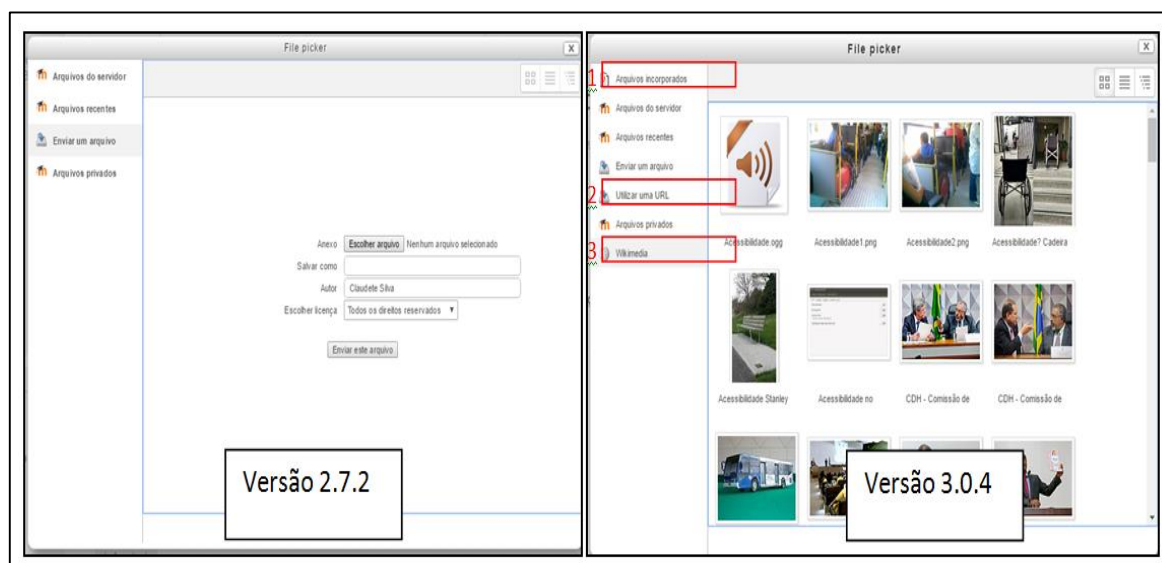 File picker
X
Arquivos do servidor
Arquivos recentes
Enviar um arquivo
Arquivos privados
Anexo Escolher arquivo Nenhum arquivo selecionado
Salvar como
Autor Claudete Silva
Escolher licença Todos os direitos reservados
Enviar este arquivo
Versão 2.7.2
File picker
X
1 Arquivos incorporados
Arquivos do servidor
Arquivos recentes
Enviar um arquivo
2 Utilizar uma URL
Arquivos privados
3 Wikimedia
Acessibilidade.ogg Acessibilidade1.png Acessibilidade2.png Acessibilidade? Cadeira
Acessibilidade Stanley Acessibilidade no CDH - Comissão de CDH - Comissão de
Versão 3.0.4